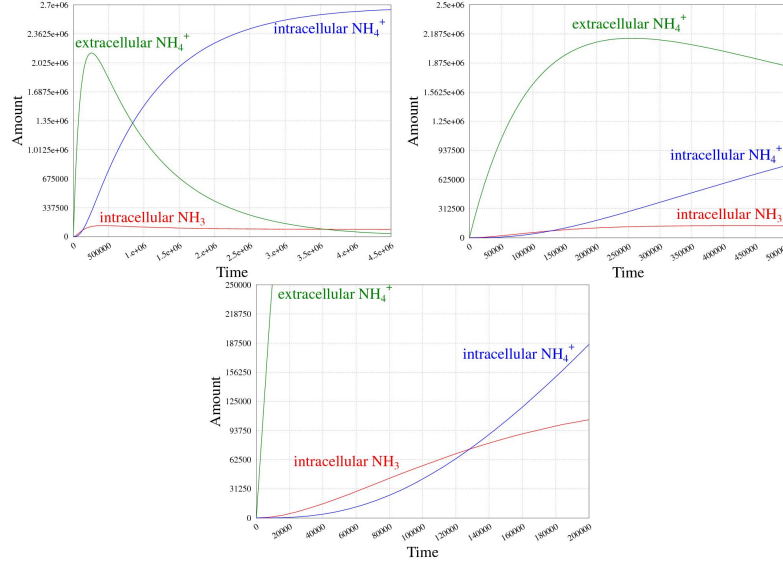 2.7e+06
2.3625e+06
2.025e+06
1.6875e+06
1.35e+06
1.0125e+06
675000
337500
0
Amount
extracellular NH₄⁺
intracellular NH₄⁺
intracellular NH₃
0
500000
1.e+06
1.5e+06
2.e+06
2.5e+06
3.e+06
3.5e+06
4.e+06
4.5e+06
Time
2.5e+06
2.1875e+06
1.875e+06
1.5625e+06
1.25e+06
937500
625000
312500
0
Amount
extracellular NH₄⁺
intracellular NH₄⁺
intracellular NH₃
0
50000
100000
150000
200000
250000
300000
350000
400000
450000
Time
250000
218750
187500
156250
125000
93750
62500
31250
0
Amount
extracellular NH₄⁺
intracellular NH₄⁺
intracellular NH₃
0
20000
40000
60000
80000
100000
120000
140000
160000
180000
200000
Time